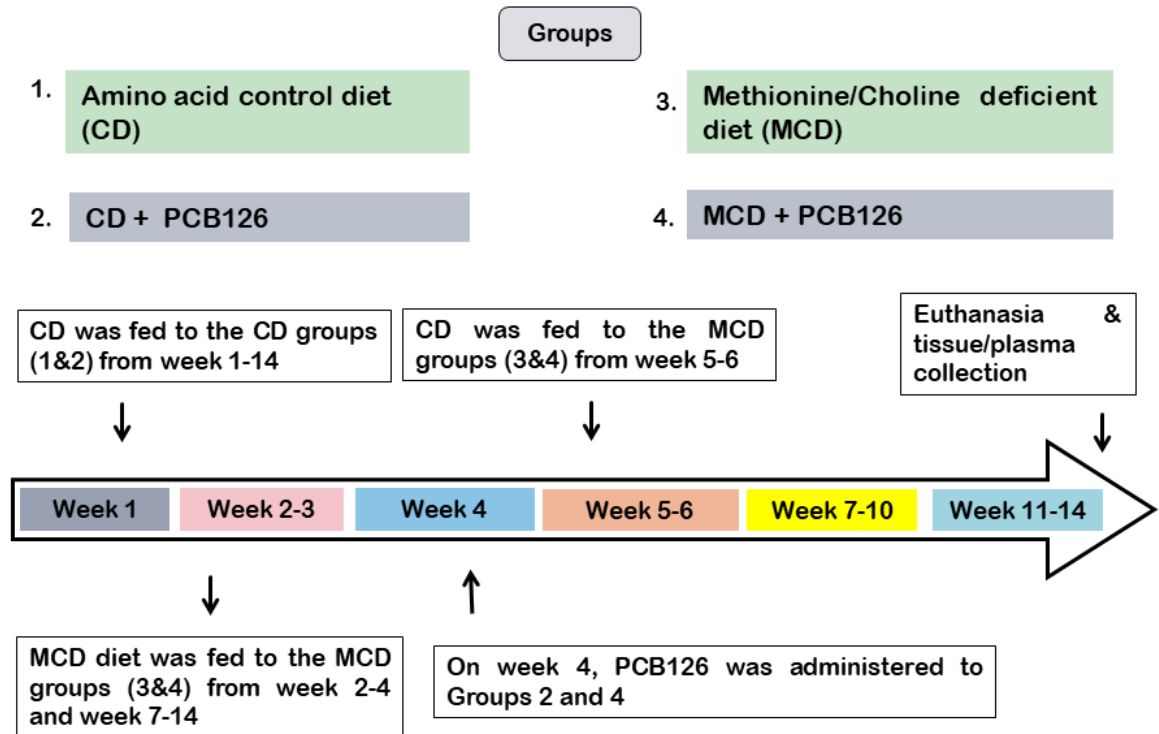 Groups
1.
Amino acid control diet
(CD)
3.
Methionine/Choline deficient
diet (MCD)
2.
CD + PCB126
4.
MCD + PCB126
CD was fed to the CD groups
(1&2) from week 1-14
CD was fed to the MCD
groups (3&4) from week 5-6
Euthanasia &
tissue/plasma
collection
Week 1
Week 2-3
Week 4
Week 5-6
Week 7-10
Week 11-14
MCD diet was fed to the MCD
groups (3&4) from week 2-4
and week 7-14
On week 4, PCB126 was administered to
Groups 2 and 4